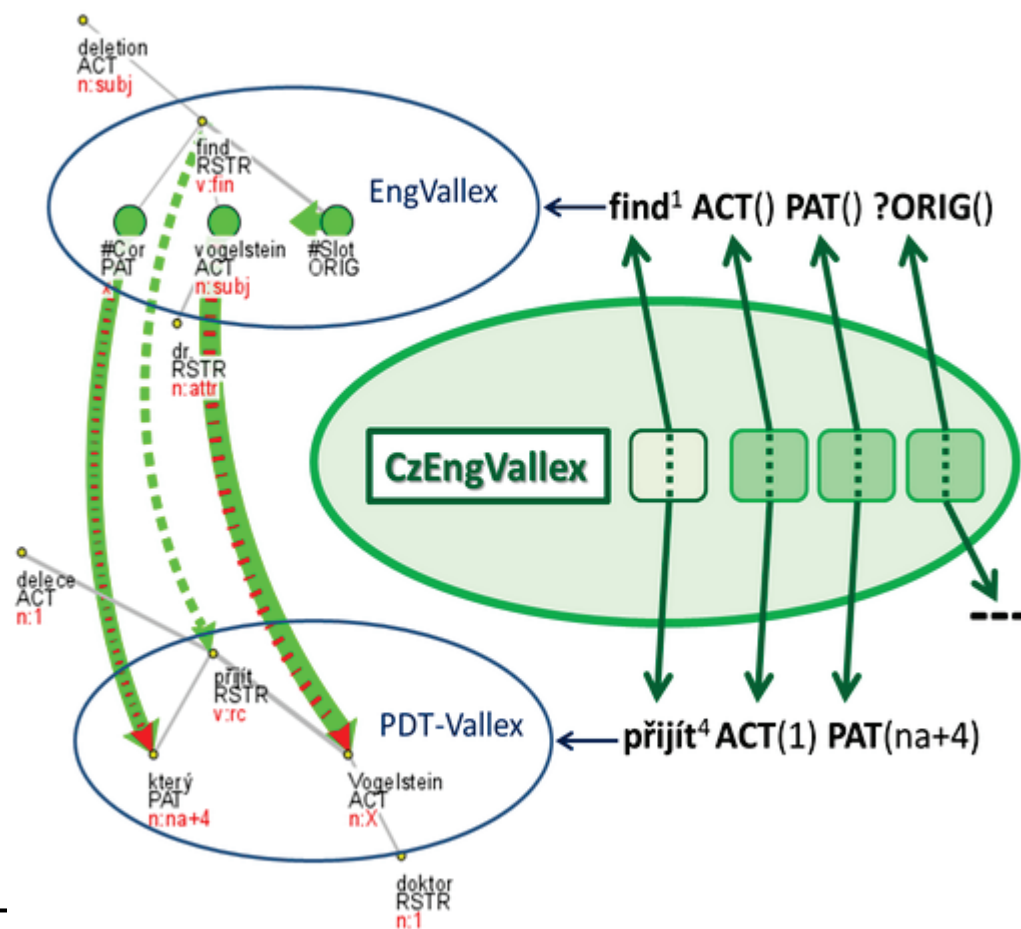 deletion
ACT
n:subj
find
RSTR
v:fin
EngVallex
find¹ ACT() PAT() ?ORIG()
#Cor
PAT
x
vogelstein
ACT
n:subj
#Slot
ORIG
dr.
RSTR
n:attr
CzEngVallex
---
delece
ACT
n:1
přijít
RSTR
v:rc
PDT-Vallex
přijít⁴ ACT(1) PAT(na+4)
který
PAT
n:na+4
Vogelstein
ACT
n:X
doktor
RSTR
n:1